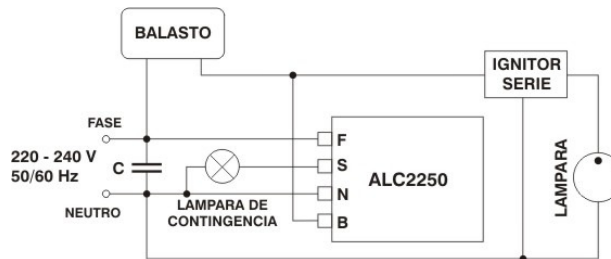 BALASTO
IGNITOR
SERIE
FASE
F
220 - 240 V
50/60 Hz
C
S
ALC2250
N
LAMPARA
NEUTRO
LAMPARA DE
CONTINGENCIA
B